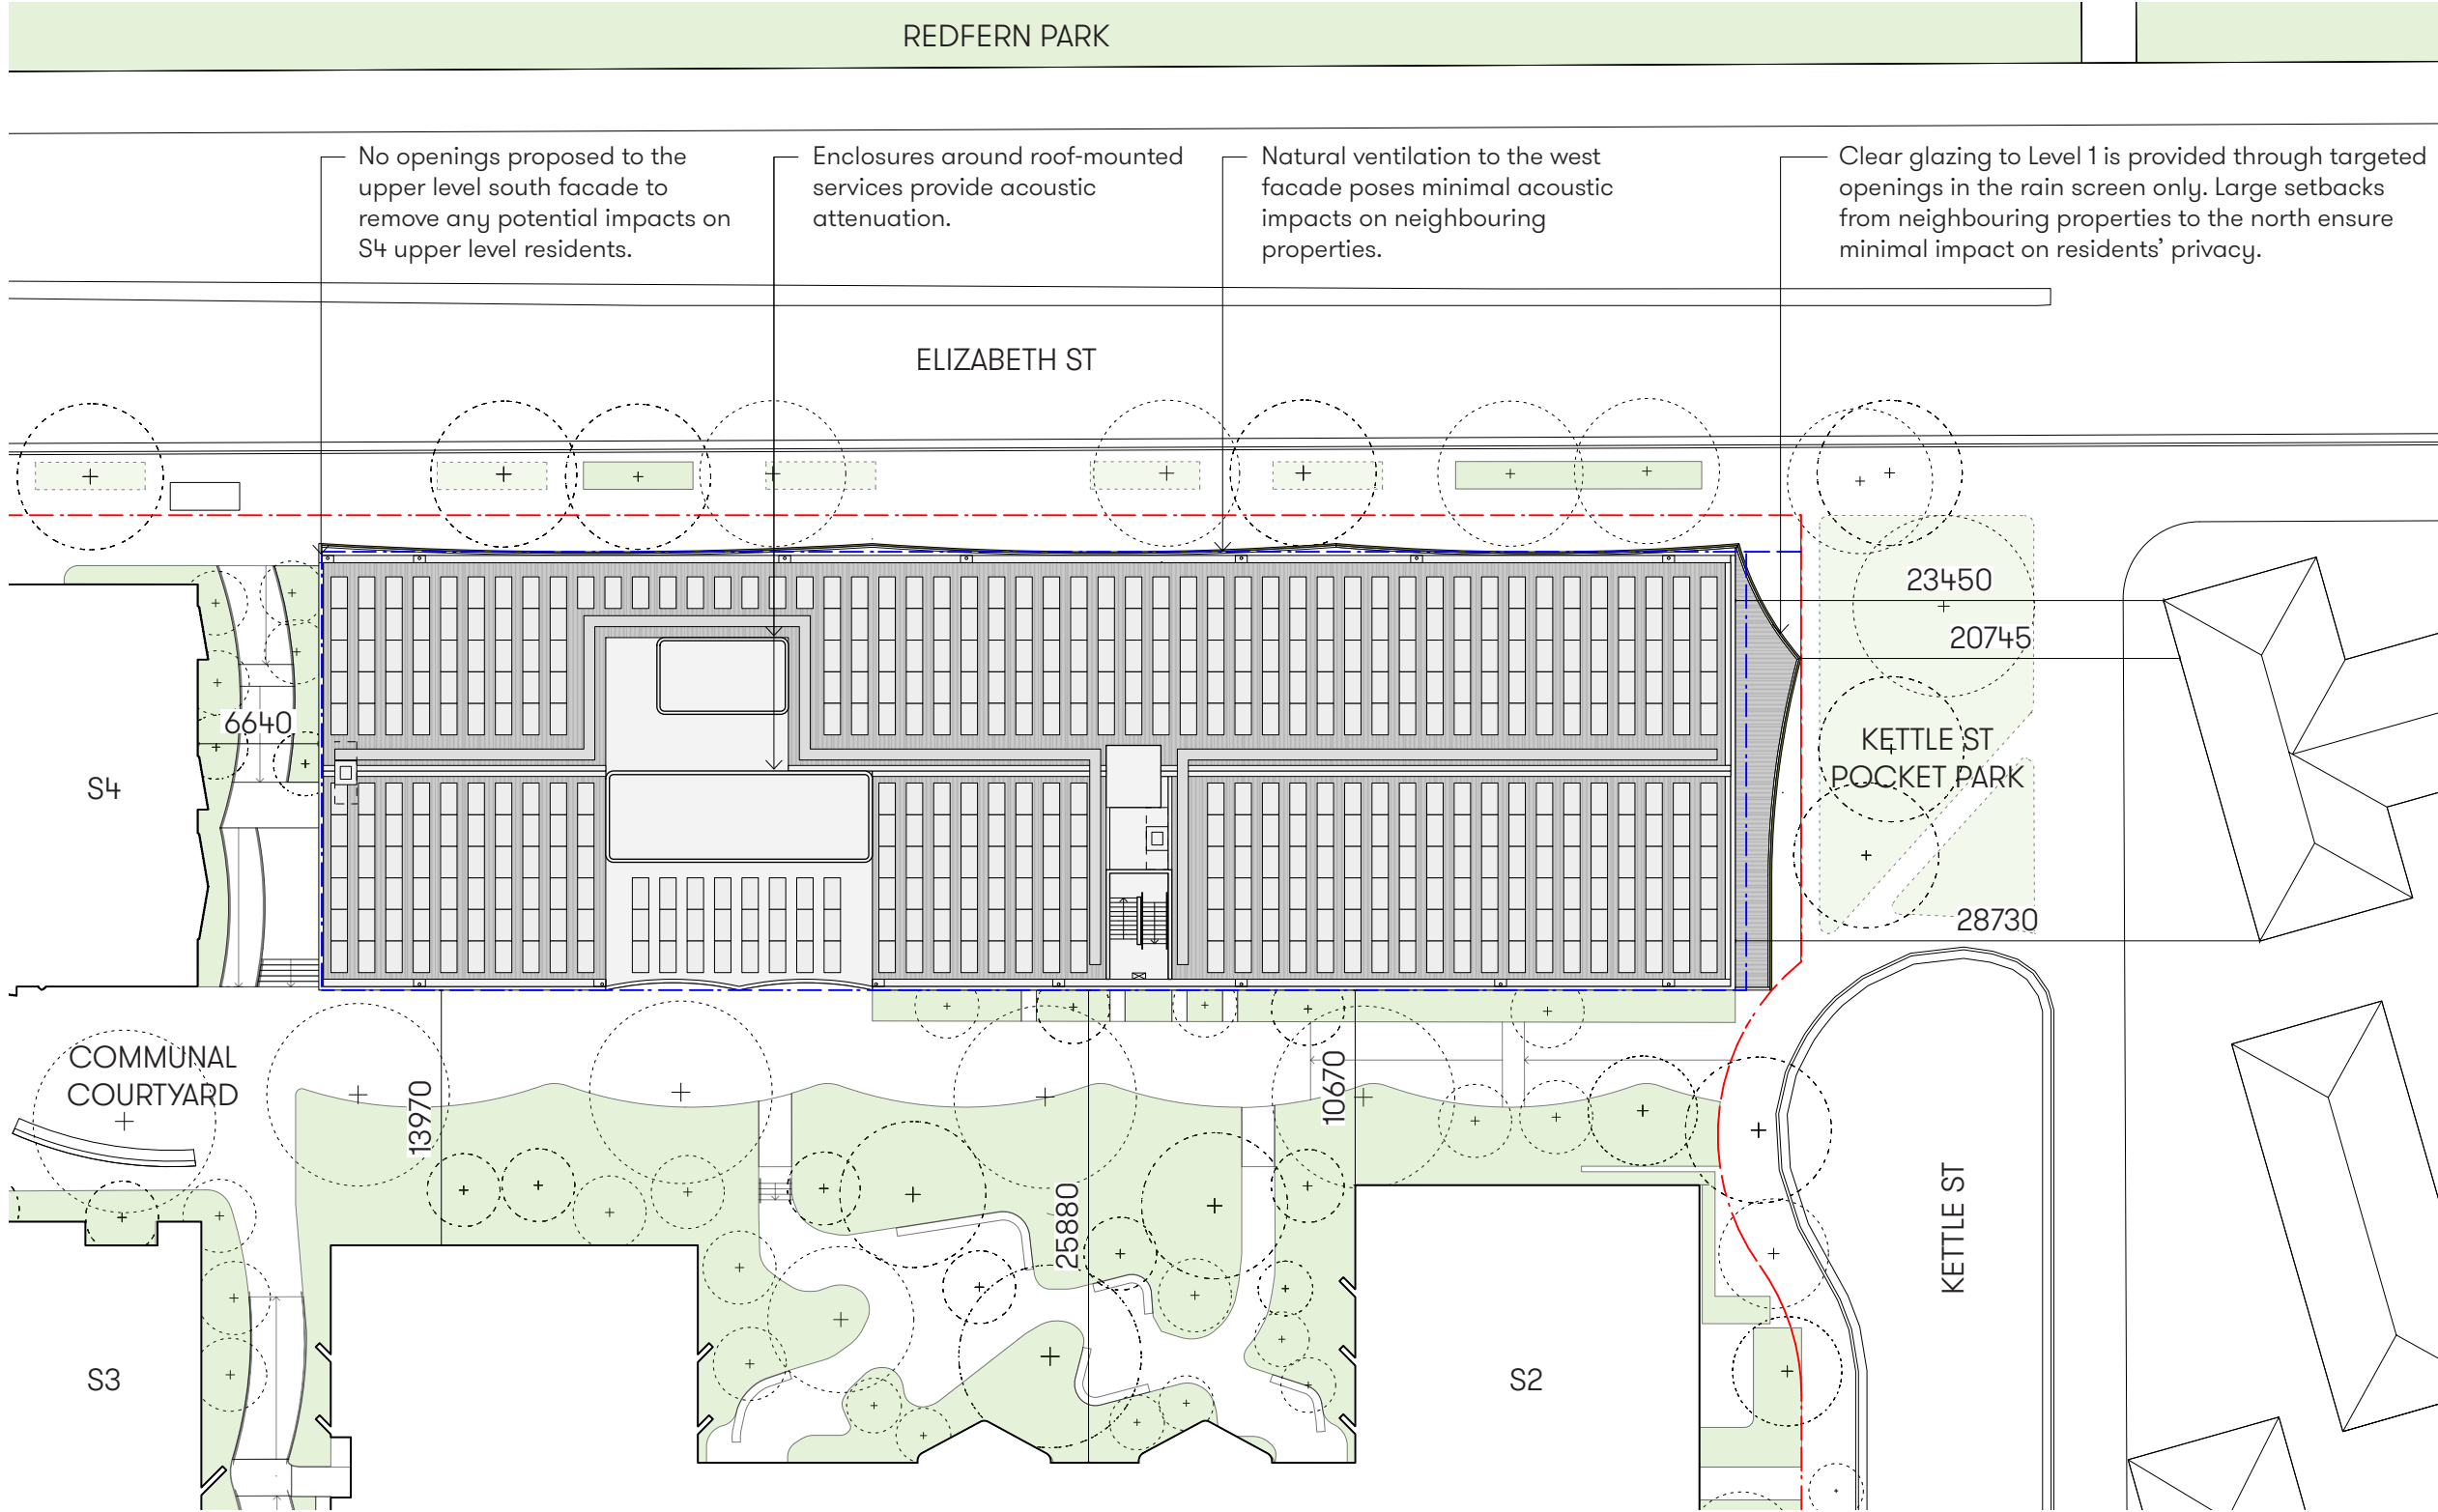 REDFERN PARK
No openings proposed to the
upper level south facade to
remove any potential impacts on
S4 upper level residents.
Enclosures around roof-mounted
services provide acoustic
attenuation.
Natural ventilation to the west
facade poses minimal acoustic
impacts on neighbouring
properties.
Clear glazing to Level 1 is provided through targeted
openings in the rain screen only. Large setbacks
from neighbouring properties to the north ensure
minimal impact on residents’ privacy.
ELIZABETH ST
23450
20745
6640
KETTLE ST
POCKET PARK
S4
28730
COMMUNAL
COURTYARD
13970
10670
25880
KETTLE ST
S3
S2